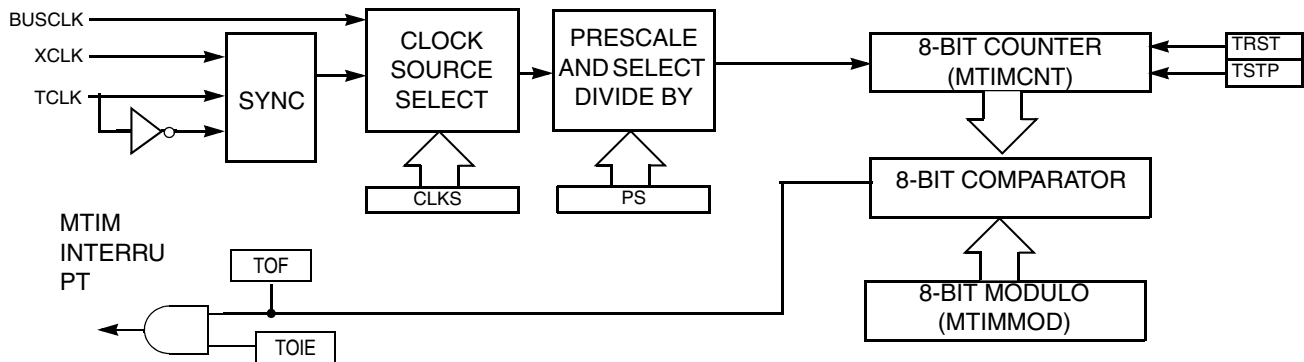 BUSCLK
XCLK
TCLK
SYNC
CLOCK
SOURCE
SELECT
PRESCALE
AND SELECT
DIVIDE BY
8-BIT COUNTER
(MTIMCNT)
TRST
TSTP
CLKS
PS
8-BIT COMPARATOR
MTIM
INTERRU
PT
TOF
8-BIT MODULO
(MTIMMOD)
TOIE